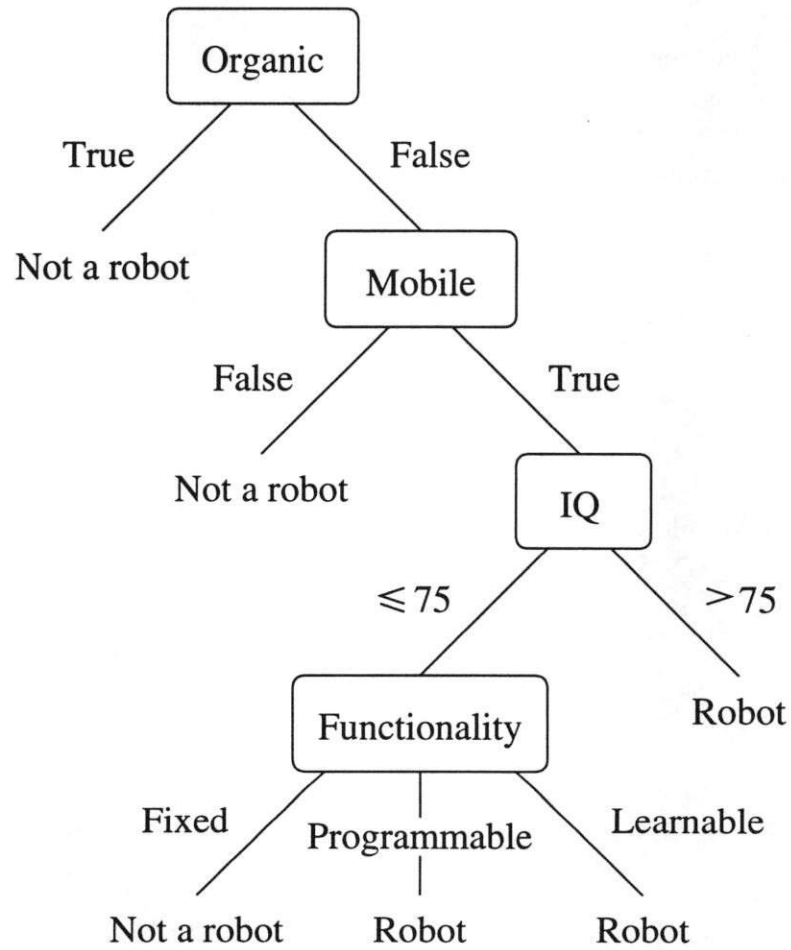 Organic
True
False
Not a robot
Mobile
False
True
Not a robot
IQ
⩽75
>75
Functionality
Robot
Fixed
Programmable
Learnable
Not a robot
Robot
Robot